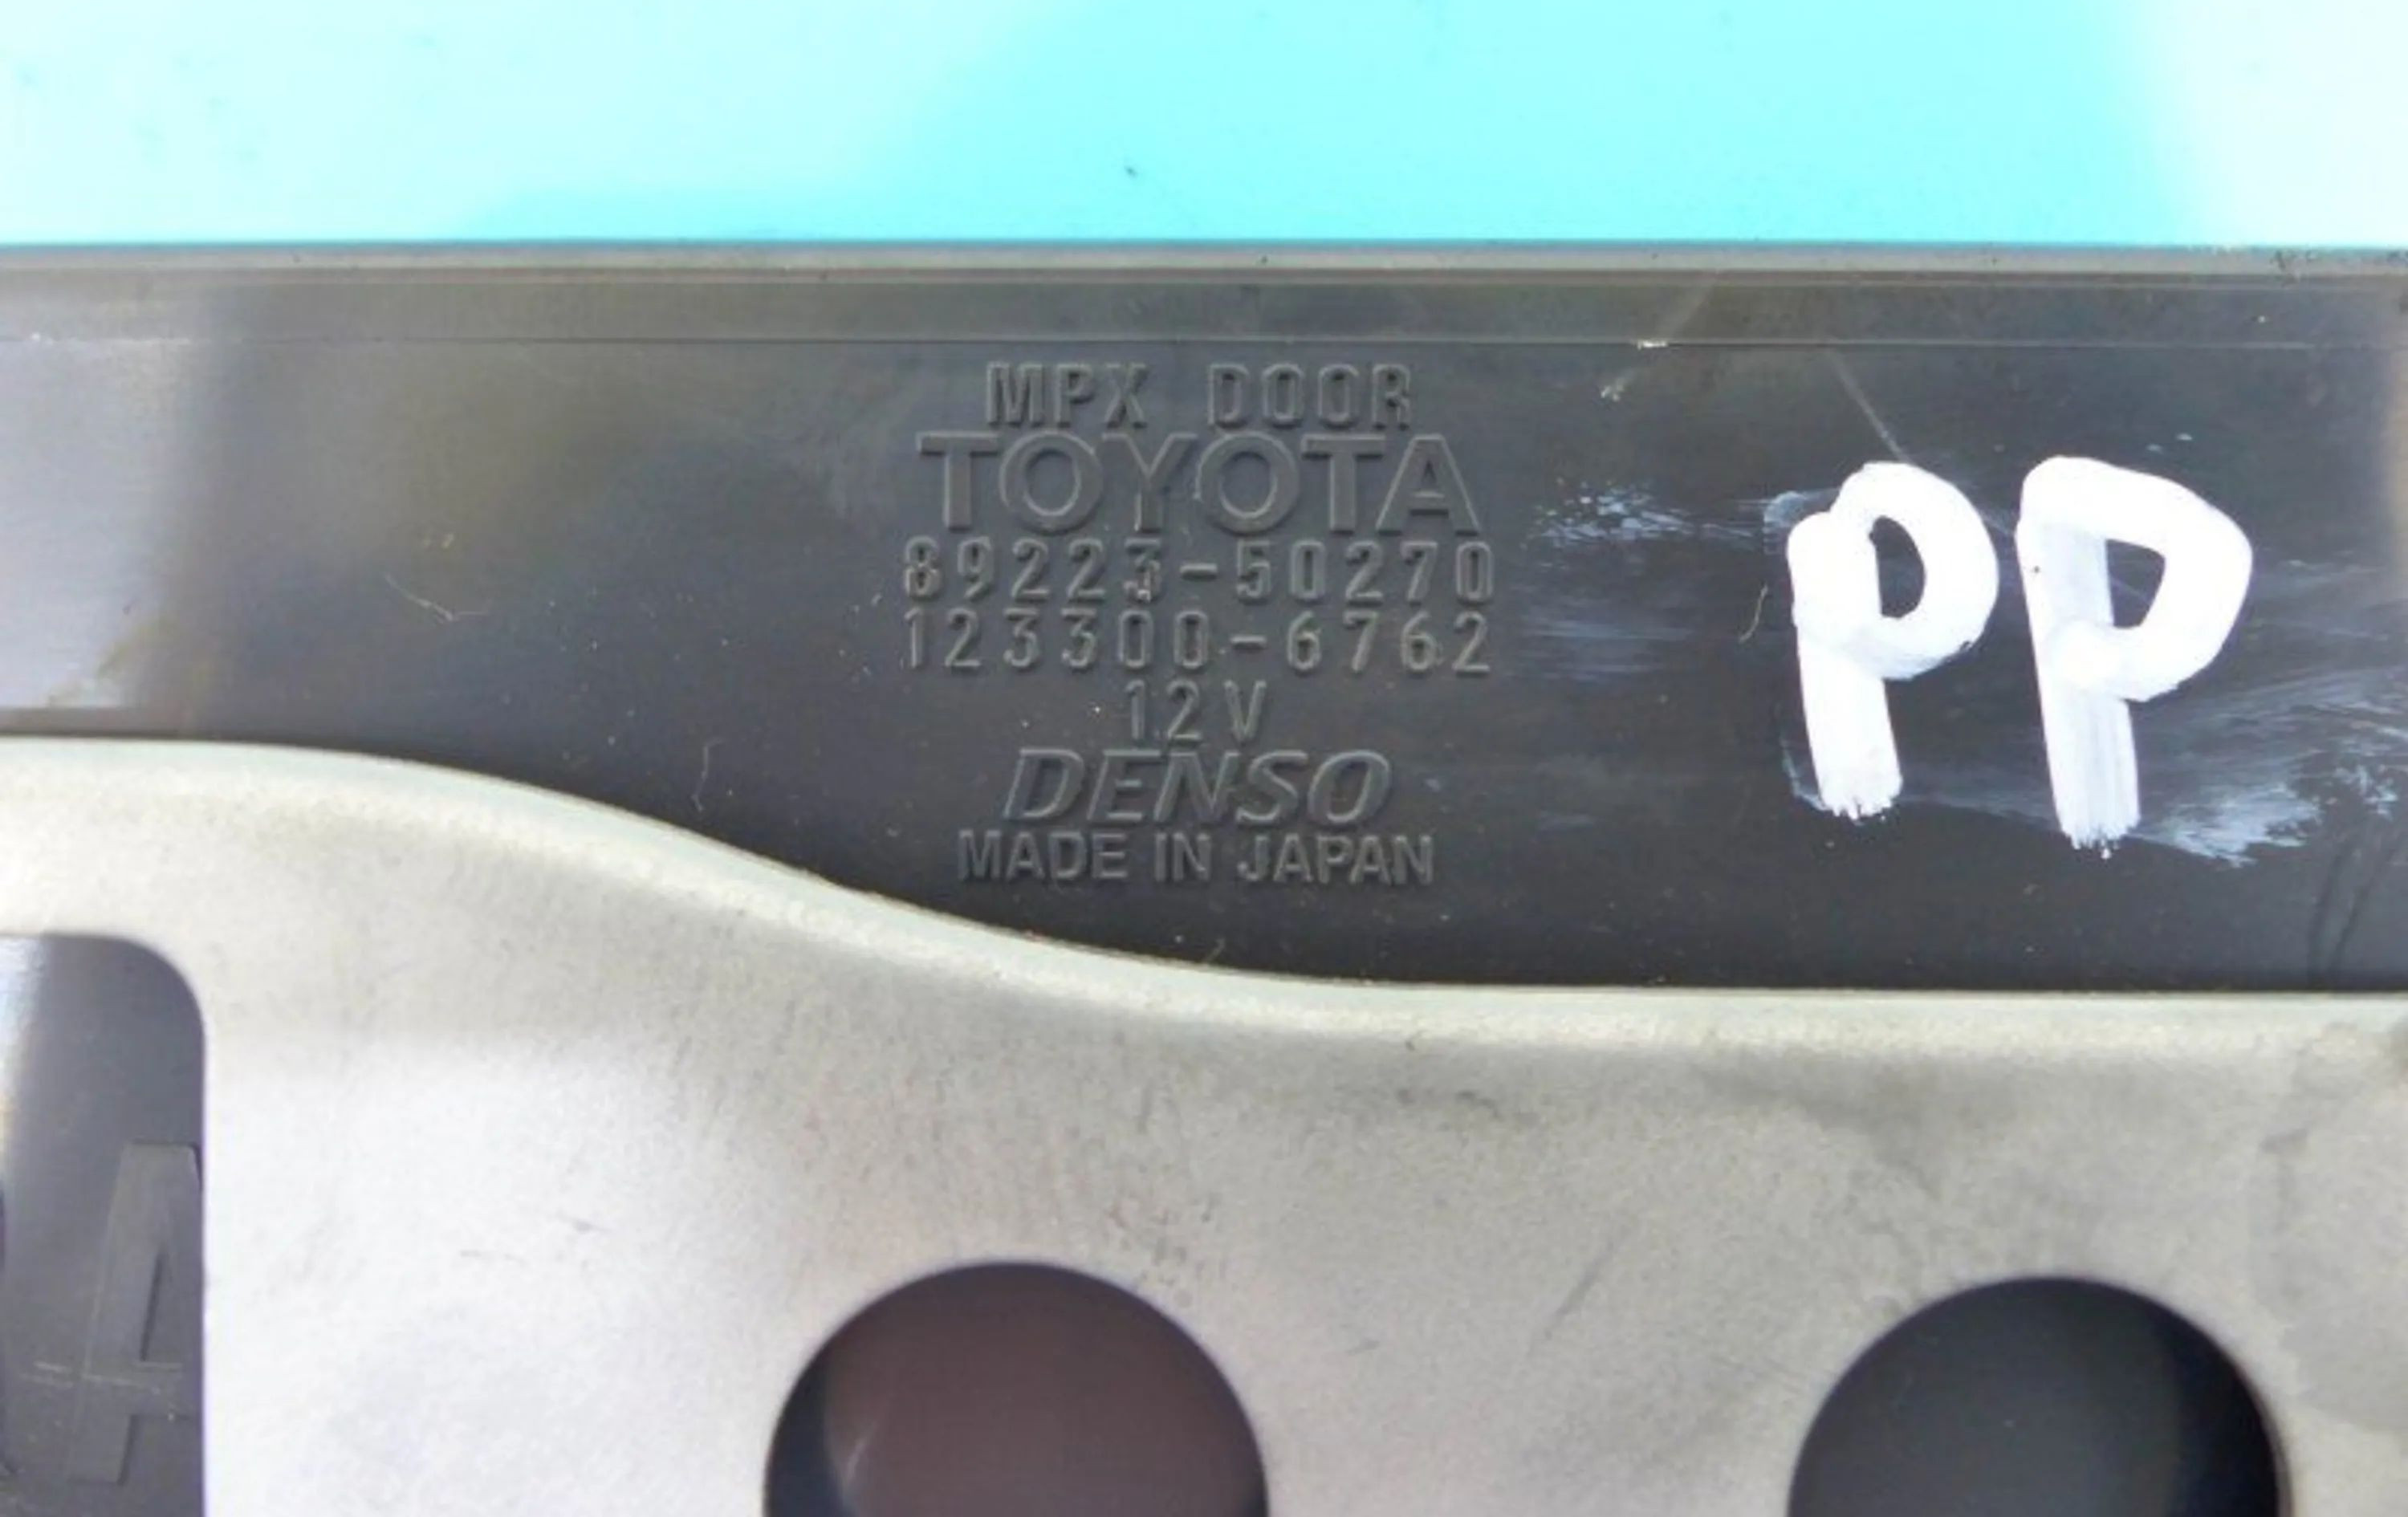 MPX DOOR
TOYOTA
89223-50270
123300-6762
12V
DENSO
MADE IN JAPAN
PP
A